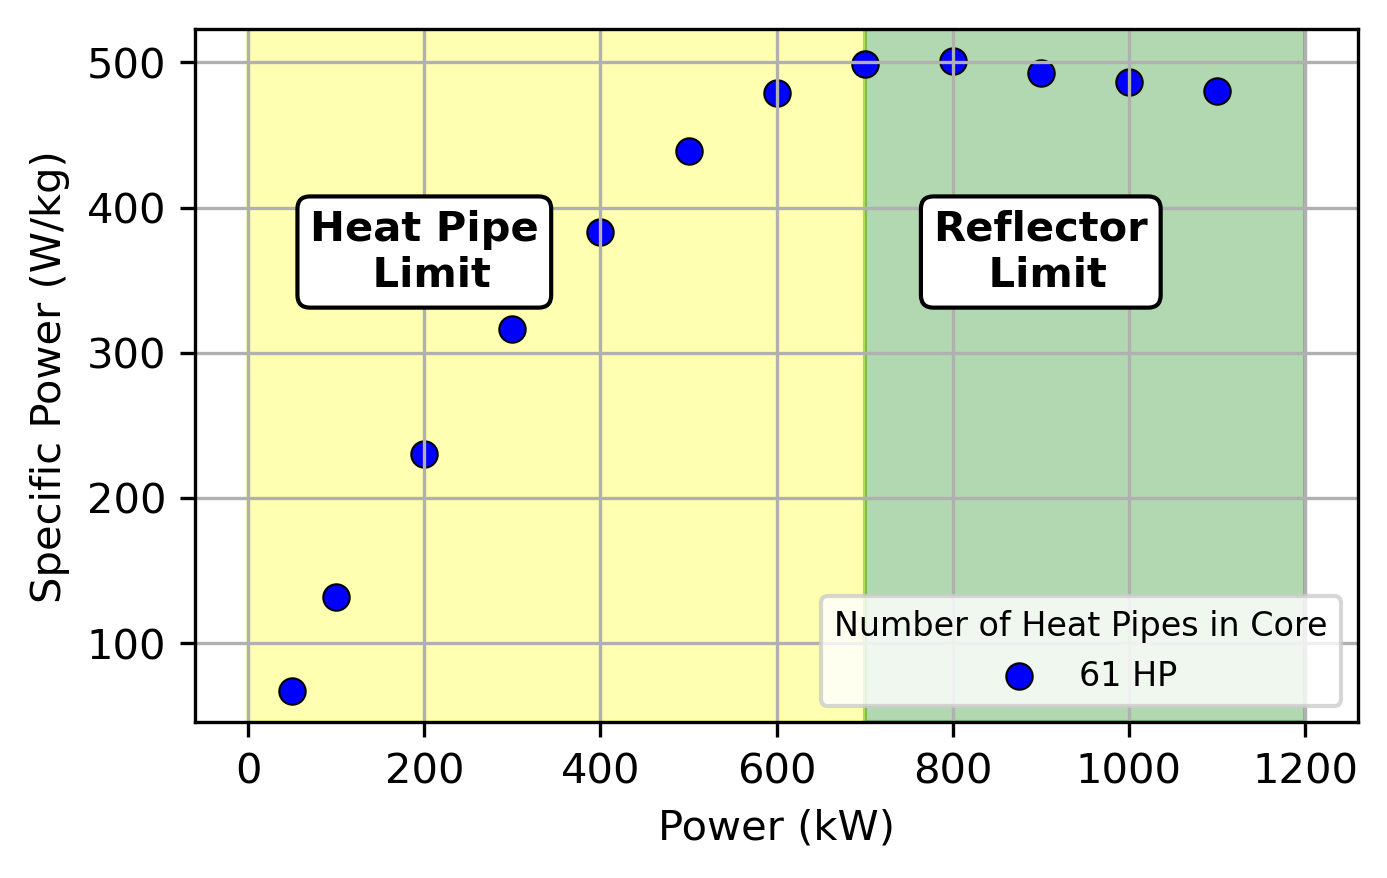 500
400
300
200
100
Specific Power (W/kg)
Heat Pipe
Limit
Reflector
Limit
Number of Heat Pipes in Core
61 HP
0 200 400 600 800 1000 1200
Power (kW)